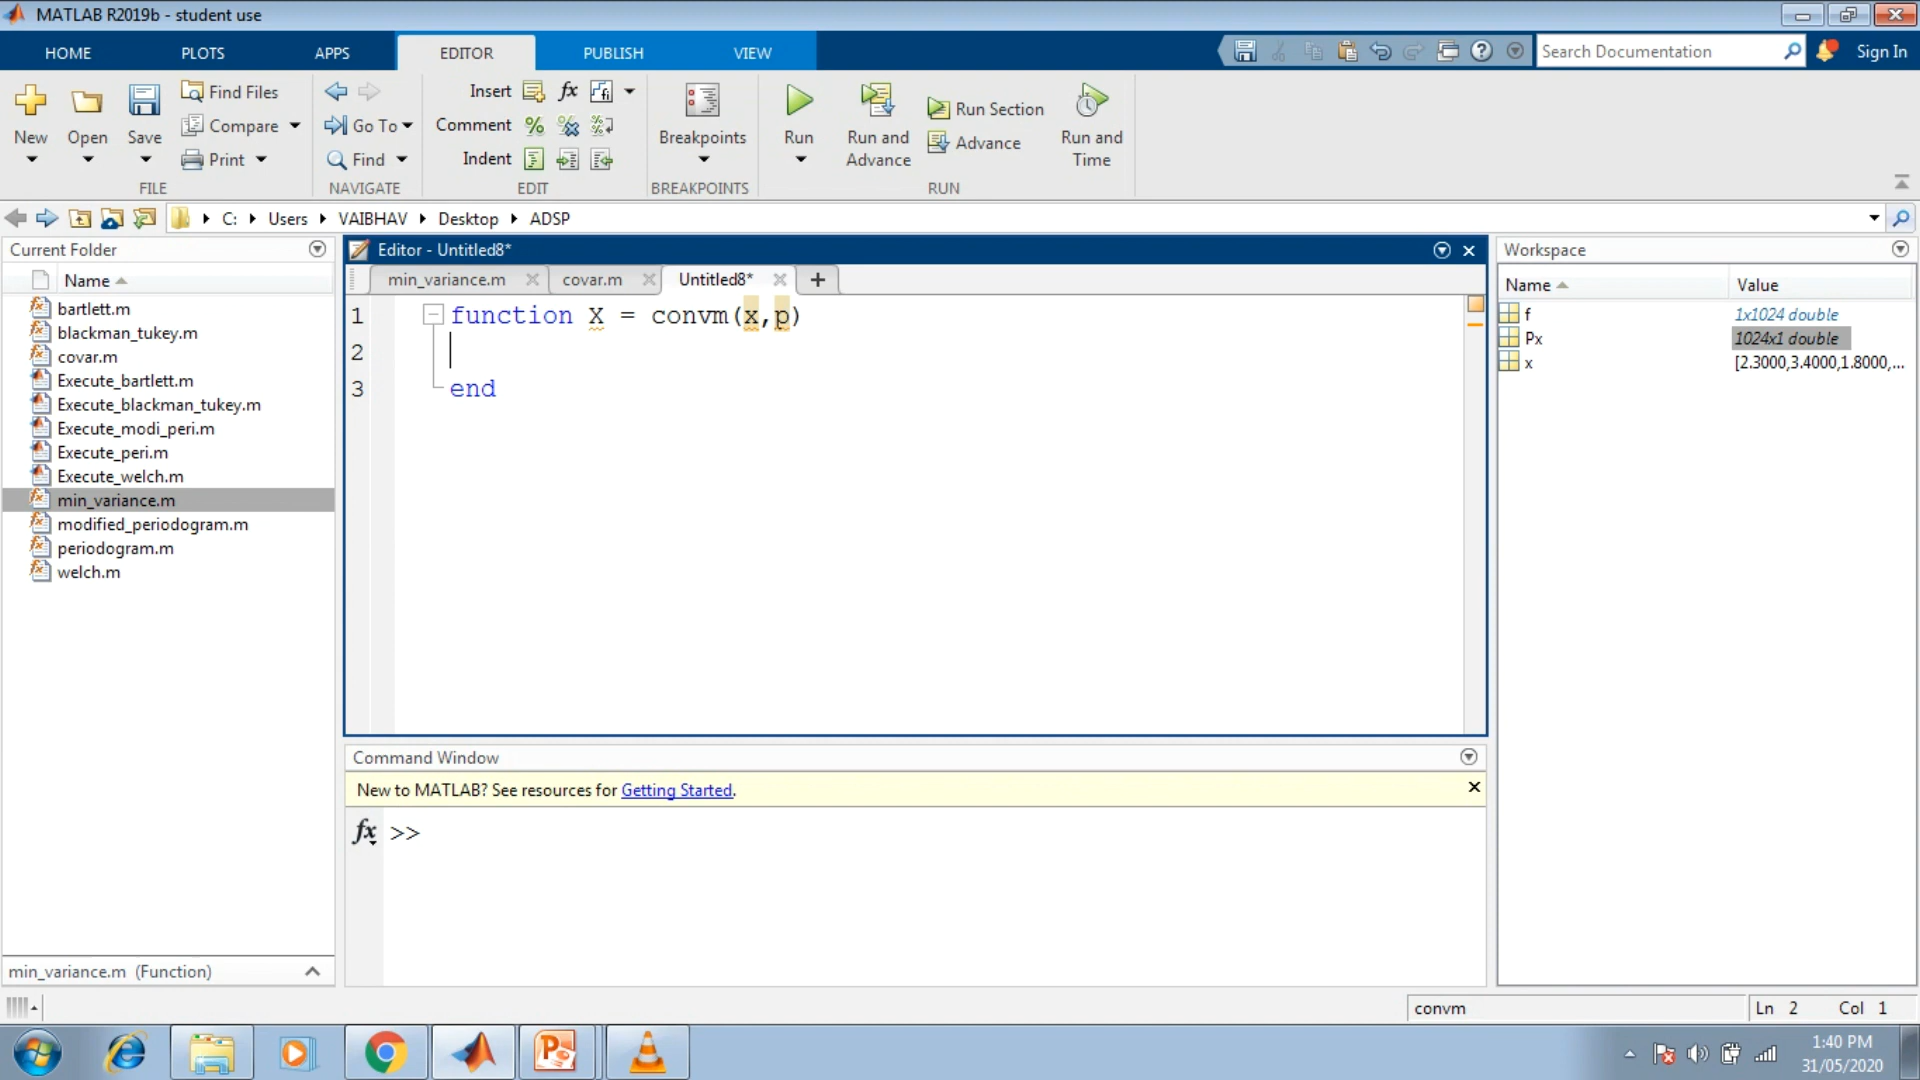 MATLAB R2019b - student use
HOME PLOTS APPS EDITOR PUBLISH VIEW
Search Documentation
Sign In
New Open Save
Find Files
Compare
Print
FILE
Go To
Find
NAVIGATE
Insert
Comment
Indent
EDIT
Breakpoints
BREAKPOINTS
Run
Run and Advance
Run Section
Advance
Run and Time
RUN
C: Users VAIBHAV Desktop ADSP
Current Folder
Name
bartlett.m
blackman_tukey.m
covar.m
Execute_bartlett.m
Execute_blackman_tukey.m
Execute_modi_peri.m
Execute_peri.m
Execute_welch.m
min_variance.m
modified_periodogram.m
periodogram.m
welch.m
min_variance.m (Function)
Editor - Untitled8*
min_variance.m covar.m Untitled8* +
1 function X = convm(x,p)
2
3 end
Command Window
New to MATLAB? See resources for Getting Started.
fx >>
Workspace
Name Value
f 1x1024 double
Px 1024x1 double
x [2.3000,3.4000,1.8000,...
convm
Ln 2 Col 1
1:40 PM
31/05/2020